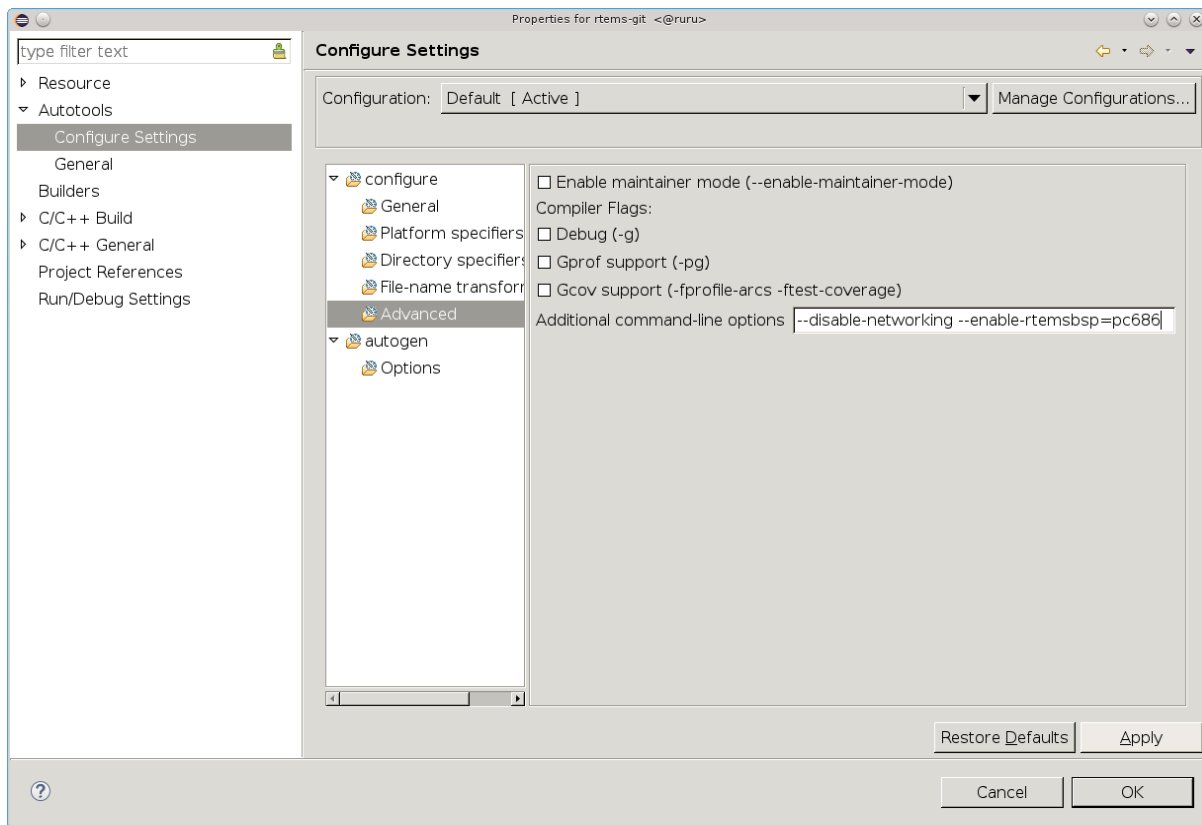 Properties for rtems-git <@ruru>
type filter text
Resource
Autotools
Configure Settings
General
Builders
C/C++ Build
C/C++ General
Project References
Run/Debug Settings
Configure Settings
Configuration: Default [ Active ] Manage Configurations...
configure
General
Platform specifiers
Directory specifiers
File-name transforr
Advanced
autogen
Options
Enable maintainer mode (--enable-maintainer-mode)
Compiler Flags:
Debug (-g)
Gprof support (-pg)
Gcov support (-fprofile-arcs -ftest-coverage)
Additional command-line options --disable-networking --enable-rtemsbsp=pc686
Restore Defaults Apply
? Cancel OK